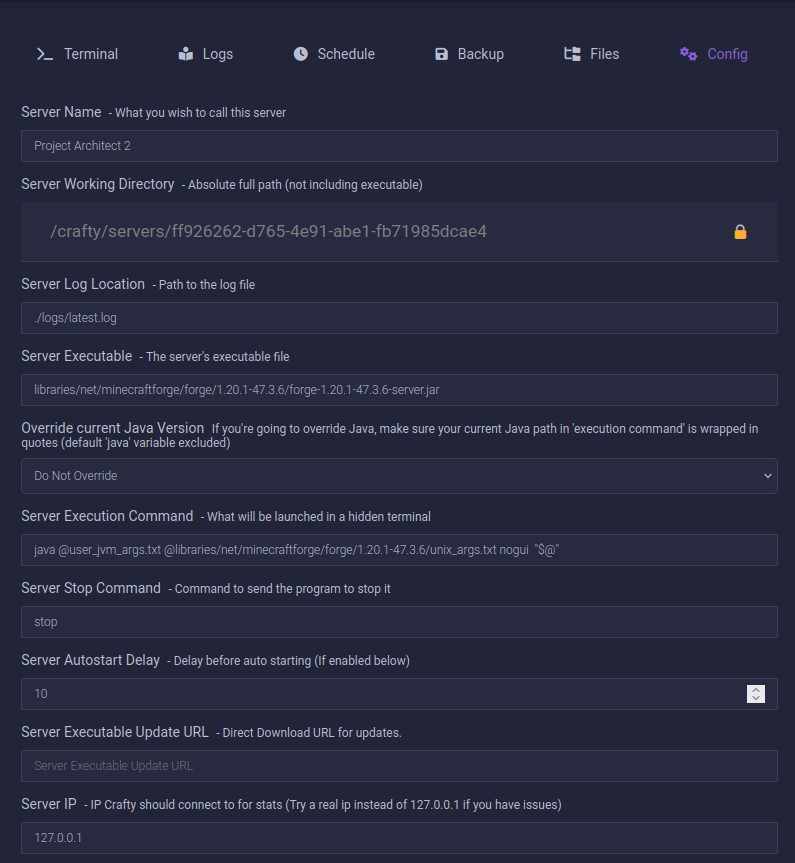 Terminal Logs Schedule Backup Files Config
Server Name - What you wish to call this server
Project Architect 2
Server Working Directory - Absolute full path (not including executable)
/crafty/servers/ff926262-d765-4e91-abe1-fb71985dcae4
Server Log Location - Path to the log file
./logs/latest.log
Server Executable - The server's executable file
libraries/net/minecraftforge/forge/1.20.1-47.3.6/forge-1.20.1-47.3.6-server.jar
Override current Java Version If you're going to override Java, make sure your current Java path in 'execution command' is wrapped in
quotes (default 'java' variable excluded)
Do Not Override
Server Execution Command - What will be launched in a hidden terminal
java @user_jvm_args.txt @libraries/net/minecraftforge/forge/1.20.1-47.3.6/unix_args.txt nogui "$@"
Server Stop Command - Command to send the program to stop it
stop
Server Autostart Delay - Delay before auto starting (If enabled below)
10
Server Executable Update URL - Direct Download URL for updates.
Server Executable Update URL
Server IP - IP Crafty should connect to for stats (Try a real ip instead of 127.0.0.1 if you have issues)
127.0.0.1